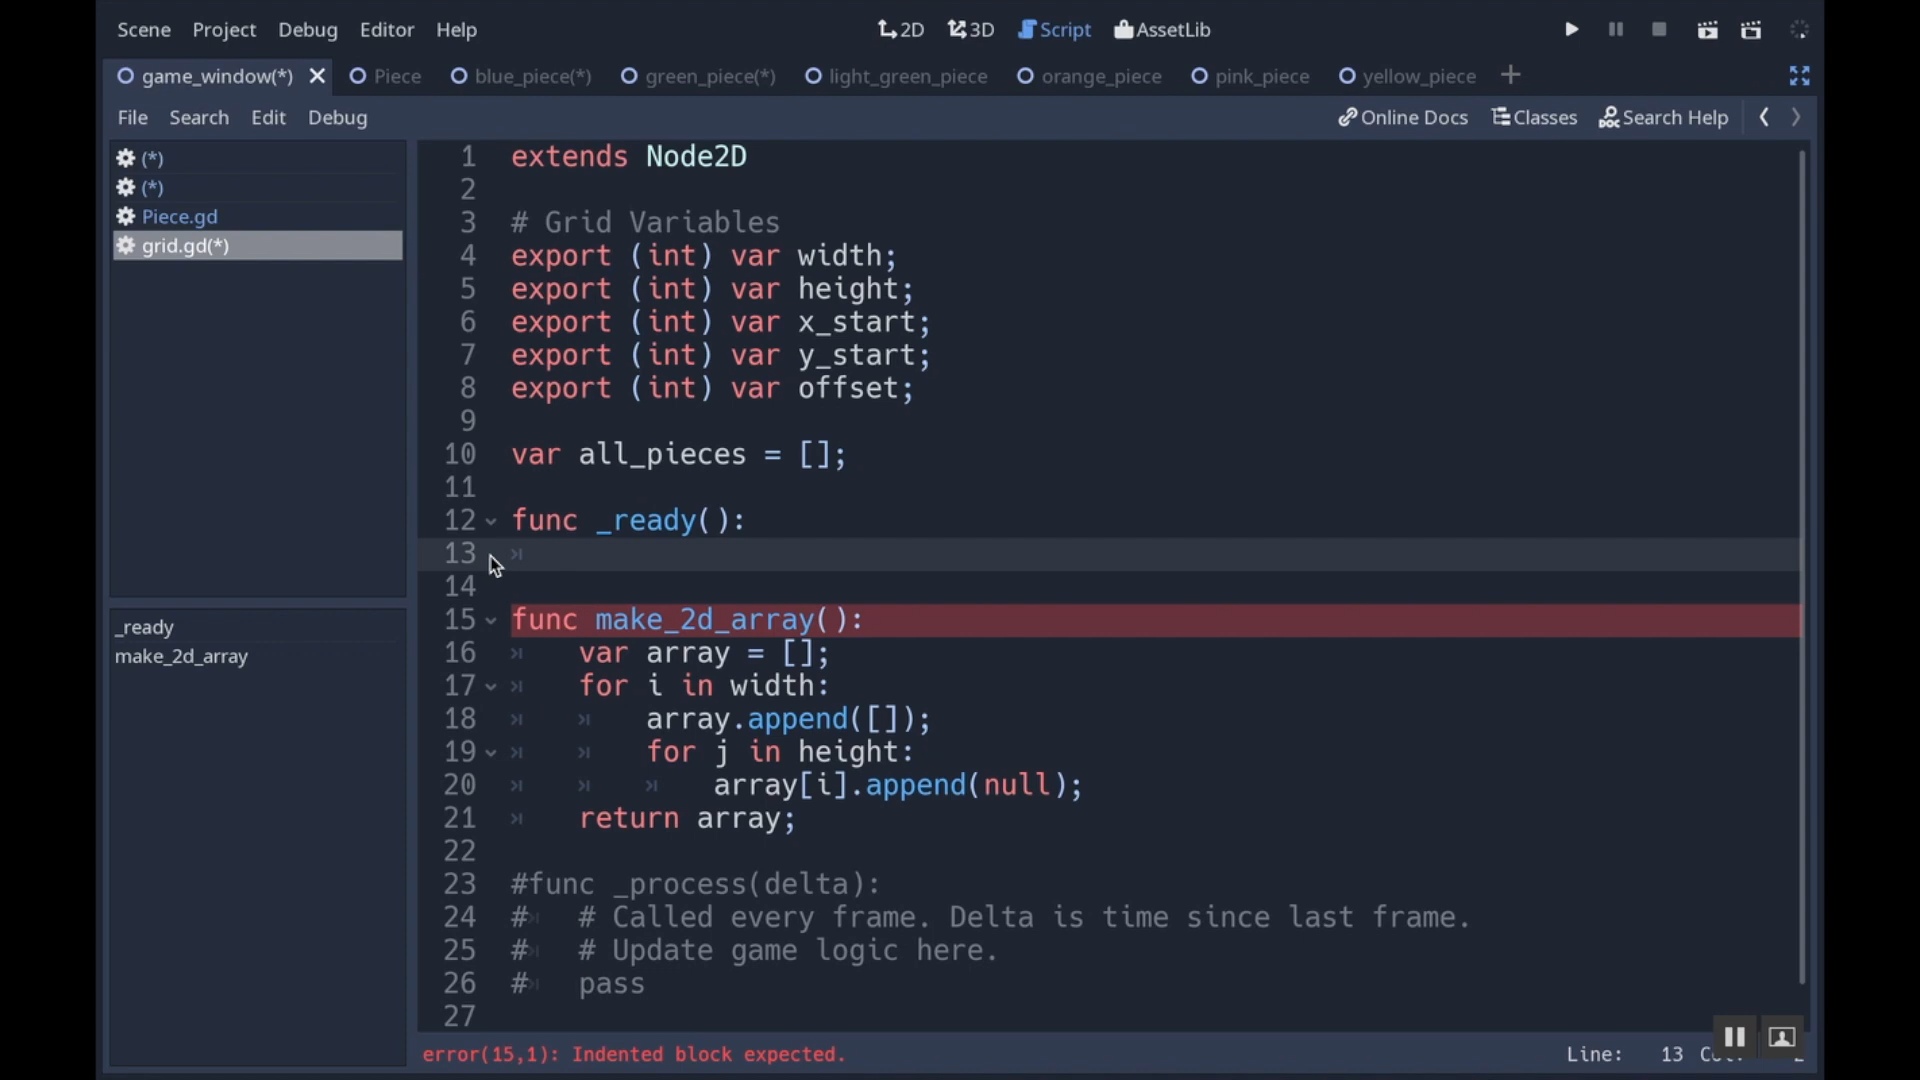 Scene Project Debug Editor Help 2D 3D Script AssetLib
game_window(*) Piece blue_piece(*) green_piece(*) light_green_piece orange_piece pink_piece yellow_piece
File Search Edit Debug Online Docs Classes Search Help
(*)
(*)
Piece.gd
grid.gd(*)
_ready
make_2d_array
1 extends Node2D
2
3 # Grid Variables
4 export (int) var width;
5 export (int) var height;
6 export (int) var x_start;
7 export (int) var y_start;
8 export (int) var offset;
9
10 var all_pieces = [];
11
12 func _ready():
13
14
15 func make_2d_array():
16 var array = [];
17 for i in width:
18 array.append([]);
19 for j in height:
20 array[i].append(null);
21 return array;
22
23 #func _process(delta):
24 # # Called every frame. Delta is time since last frame.
25 # # Update game logic here.
26 # pass
27
error(15,1): Indented block expected. Line: 13